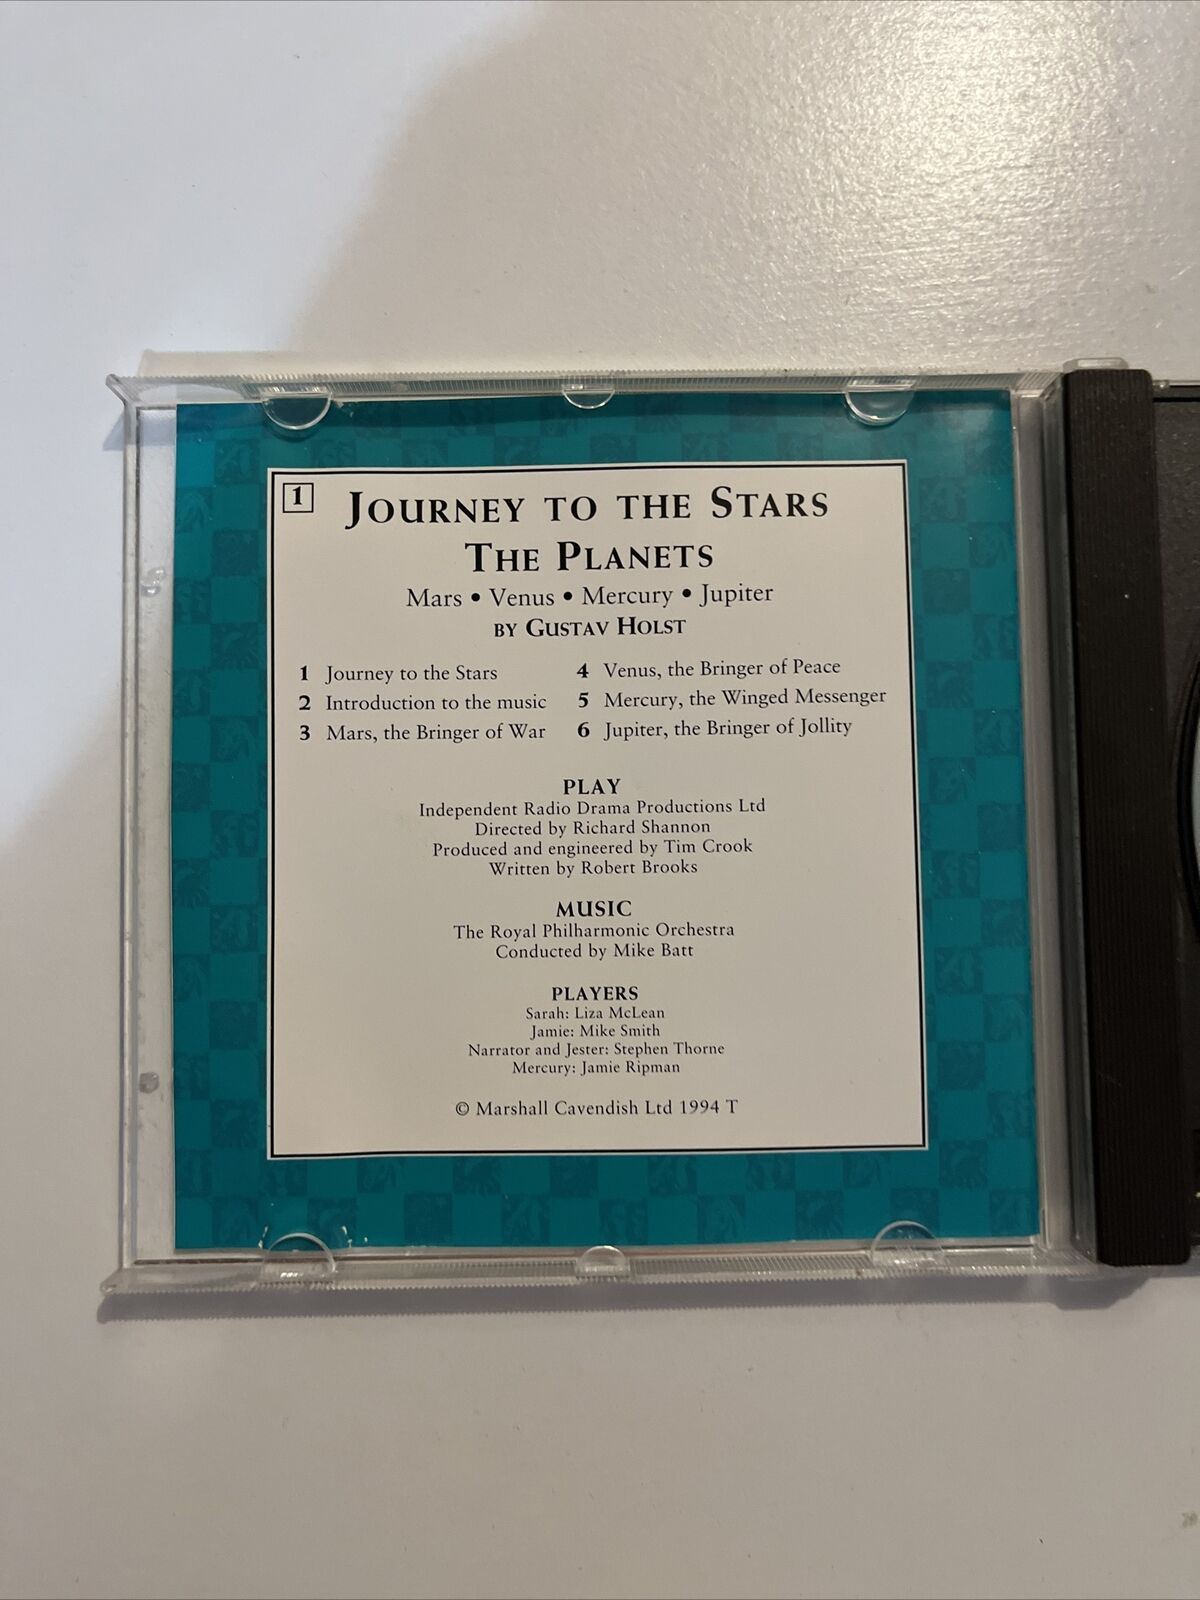 1
JOURNEY TO THE STARS
THE PLANETS
Mars • Venus • Mercury • Jupiter
BY GUSTAV HOLST
1 Journey to the Stars
2 Introduction to the music
3 Mars, the Bringer of War
4 Venus, the Bringer of Peace
5 Mercury, the Winged Messenger
6 Jupiter, the Bringer of Jollity
PLAY
Independent Radio Drama Productions Ltd
Directed by Richard Shannon
Produced and engineered by Tim Crook
Written by Robert Brooks
MUSIC
The Royal Philharmonic Orchestra
Conducted by Mike Batt
PLAYERS
Sarah: Liza McLean
Jamie: Mike Smith
Narrator and Jester: Stephen Thorne
Mercury: Jamie Ripman
© Marshall Cavendish Ltd 1994 T